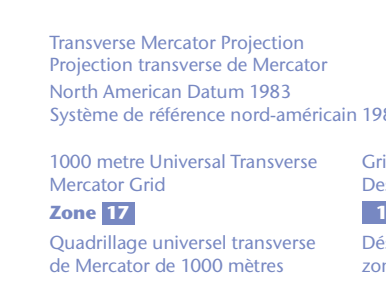 Transverse Mercator Projection
Projection transverse de Mercator
North American Datum 1983
Système de référence nord-américain
1000 metre Universal Transverse
Mercator Grid
Zone 17
Quadrillage universel transverse
de Mercator de 1000 mètres